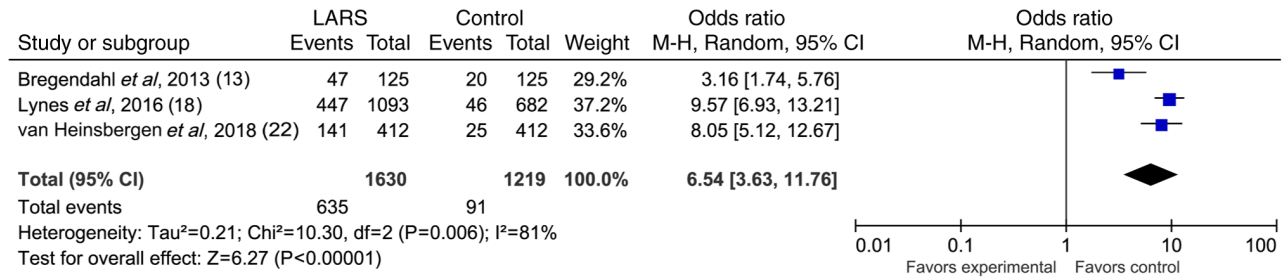 LARS Control Odds ratio Odds ratio
Study or subgroup Events Total Events Total Weight M-H, Random, 95% CI M-H, Random, 95% CI
Bregendahl et al, 2013 (13) 47 125 20 125 29.2% 3.16 [1.74, 5.76]
Lynes et al, 2016 (18) 447 1093 46 682 37.2% 9.57 [6.93, 13.21]
van Heinsbergen et al, 2018 (22) 141 412 25 412 33.6% 8.05 [5.12, 12.67]
Total (95% CI) 1630 1219 100.0% 6.54 [3.63, 11.76]
Total events 635 91
Heterogeneity: Tau²=0.21; Chi²=10.30, df=2 (P=0.006); I²=81%
Test for overall effect: Z=6.27 (P<0.00001)
0.01 0.1 1 10 100
Favors experimental Favors control